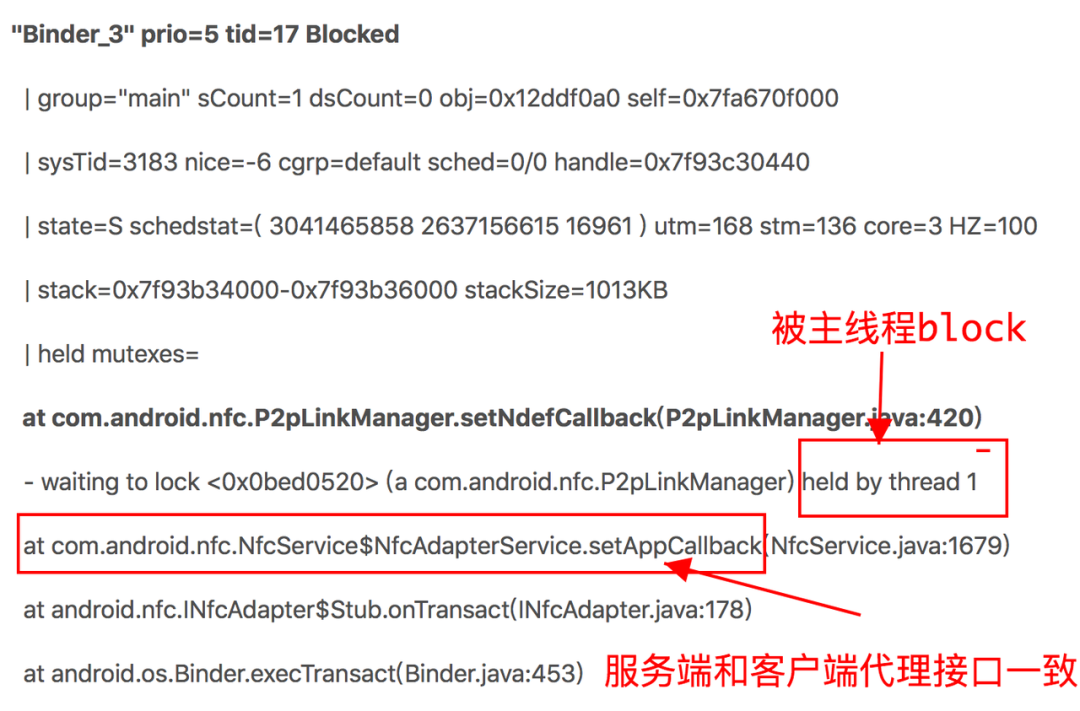 "Binder_3" prio=5 tid=17 Blocked
| group="main" sCount=1 dsCount=0 obj=0x12ddf0a0 self=0x7fa670f000
| sysTid=3183 nice=-6 cgrp=default sched=0/0 handle=0x7f93c30440
| state=S schedstat=( 3041465858 2637156615 16961 ) utm=168 stm=136 core=3 HZ=100
| stack=0x7f93b34000-0x7f93b36000 stackSize=1013KB
被主线程block
| held mutexes=
at com.android.nfc.P2pLinkManager.setNdefCallback(P2pLinkManager.java:420)
- waiting to lock <0x0bed0520> (a com.android.nfc.P2pLinkManager) held by thread 1
at com.android.nfc.NfcService$NfcAdapterService.setAppCallback(NfcService.java:1679)
at android.nfc.INfcAdapter$Stub.onTransact(INfcAdapter.java:178)
at android.os.Binder.execTransact(Binder.java:453)
服务端和客户端代理接口一致